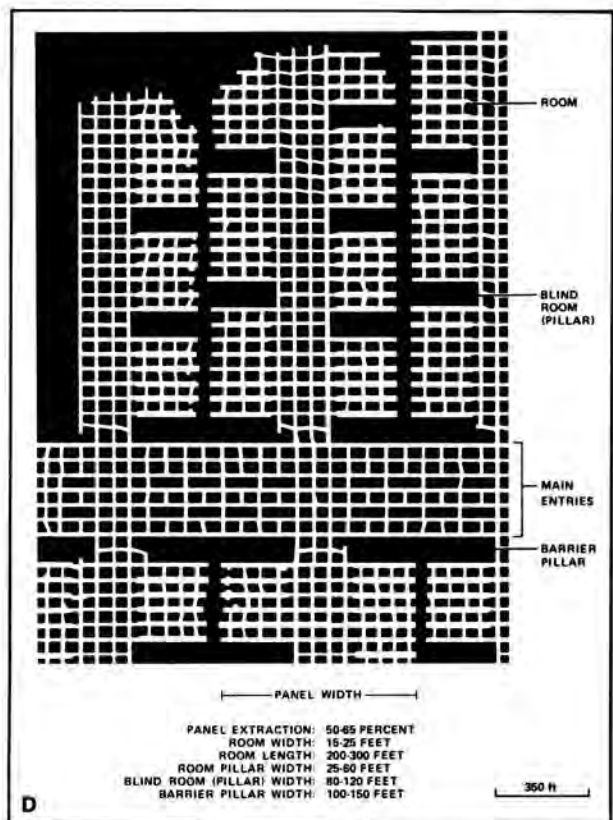 ROOM
BLIND
ROOM
(PILLAR)
MAIN
ENTRIES
BARRIER
PILLAR
PANEL WIDTH
PANEL EXTRACTION: 50-65 PERCENT
ROOM WIDTH: 15-25 FEET
ROOM LENGTH: 200-300 FEET
ROOM PILLAR WIDTH: 25-60 FEET
BLIND ROOM (PILLAR) WIDTH: 80-120 FEET
BARRIER PILLAR WIDTH: 100-150 FEET
350 ft
D